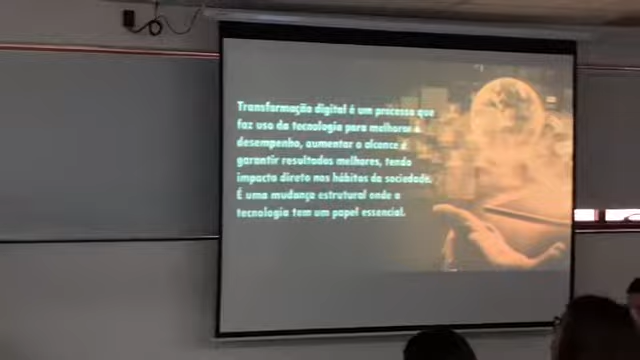 Transformação digital é um processo que
faz uso da tecnologia para melhorar o
desempenho, aumentar o alcance e
garantir resultados melhores, tendo
impacto direto nos hábitos da sociedade.
É uma mudança estrutural onde a
tecnologia tem um papel essencial.